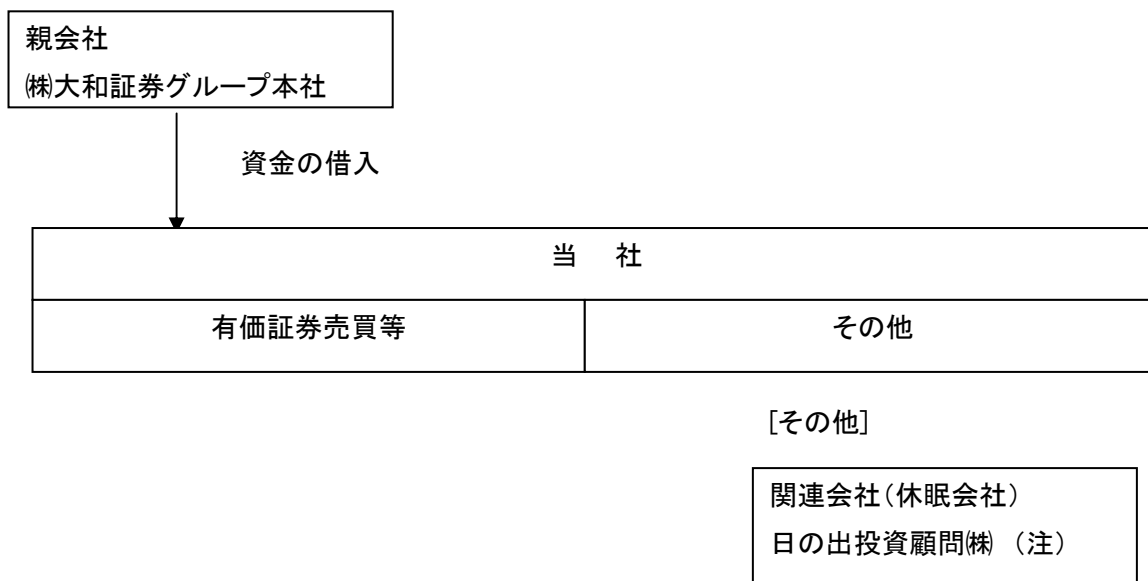 親会社
㈱大和証券グループ本社
資金の借入
当　社
有価証券売買等
その他
[その他]
関連会社（休眠会社）
日の出投資顧問㈱ （注）